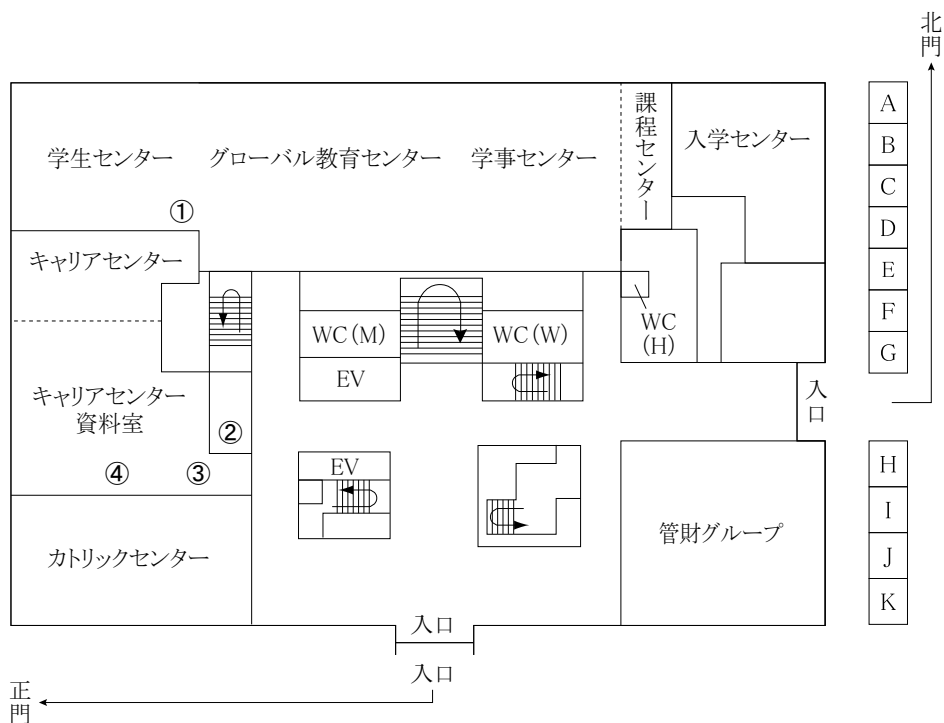 北門
学生センター
グローバル教育センター
学事センター
課程センター
入学センター
A
B
C
D
E
F
G
①
キャリアセンター
WC(M)
WC(W)
WC
(H)
EV
入口
キャリアセンター
資料室
②
③
④
EV
H
I
J
K
カトリックセンター
管財グループ
入口
入口
正門